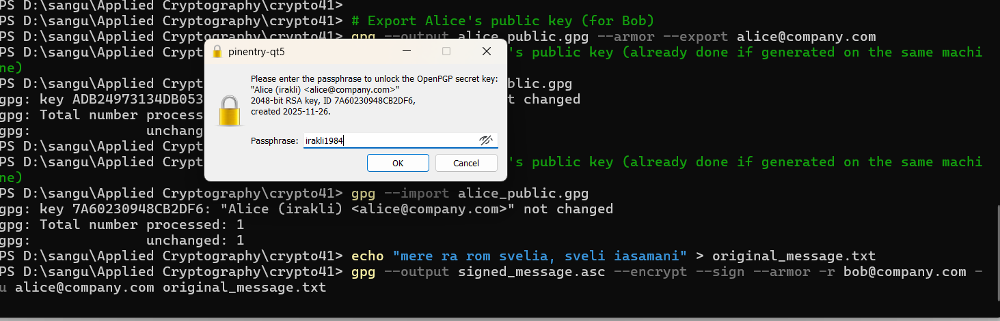 PS D:\sangu\Applied Cryptography\crypto41>
PS D:\sangu\Applied Cryptography\crypto41> # Export Alice's public key (for Bob)
PS D:\sangu\Applied Cryptography\crypto41> gpg --output alice_public.gpg --armor --export alice@company.com
PS D:\sangu\Applied Crypt 's public key (already done if generated on the same machi
ne)
PS D:\sangu\Applied Crypt blic.gpg
gpg: key ADB24973134DB053 t changed
gpg: Total number process
gpg: unchang
PS D:\sangu\Applied Crypt
PS D:\sangu\Applied Crypt 's public key (already done if generated on the same machi
ne)
PS D:\sangu\Applied Cryptography\crypto41> gpg --import alice_public.gpg
gpg: key 7A60230948CB2DF6: "Alice (irakli) <alice@company.com>" not changed
gpg: Total number processed: 1
gpg: unchanged: 1
PS D:\sangu\Applied Cryptography\crypto41> echo "mere ra rom svelia, sveli iasamani" > original_message.txt
PS D:\sangu\Applied Cryptography\crypto41> gpg --output signed_message.asc --encrypt --sign --armor -r bob@company.com -
u alice@company.com original_message.txt
pinentry-qt5
Please enter the passphrase to unlock the OpenPGP secret key:
"Alice (irakli) <alice@company.com>"
2048-bit RSA key, ID 7A60230948CB2DF6,
created 2025-11-26.
Passphrase: irakli1984
OK Cancel